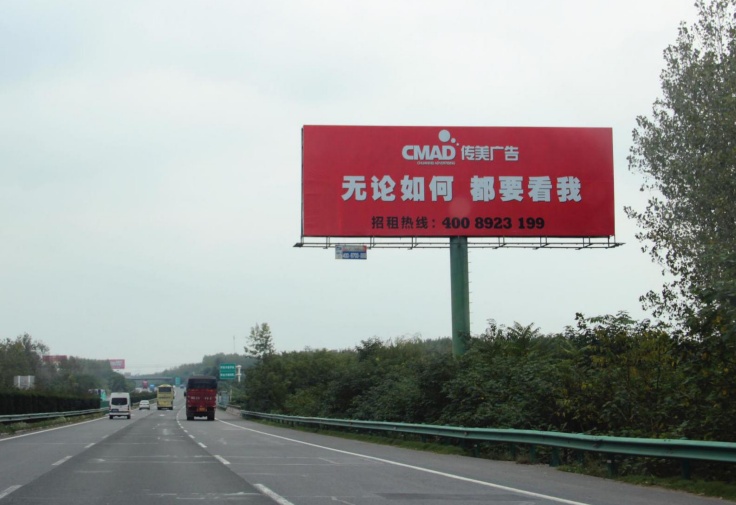 CMAD 传美广告
无论如何 都要看我
招租热线：400 8923 199